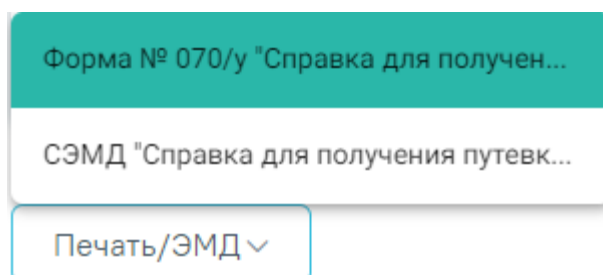 Форма № 070/у "Справка для получен...
СЭМД "Справка для получения путевк...
Печать/ЭМД